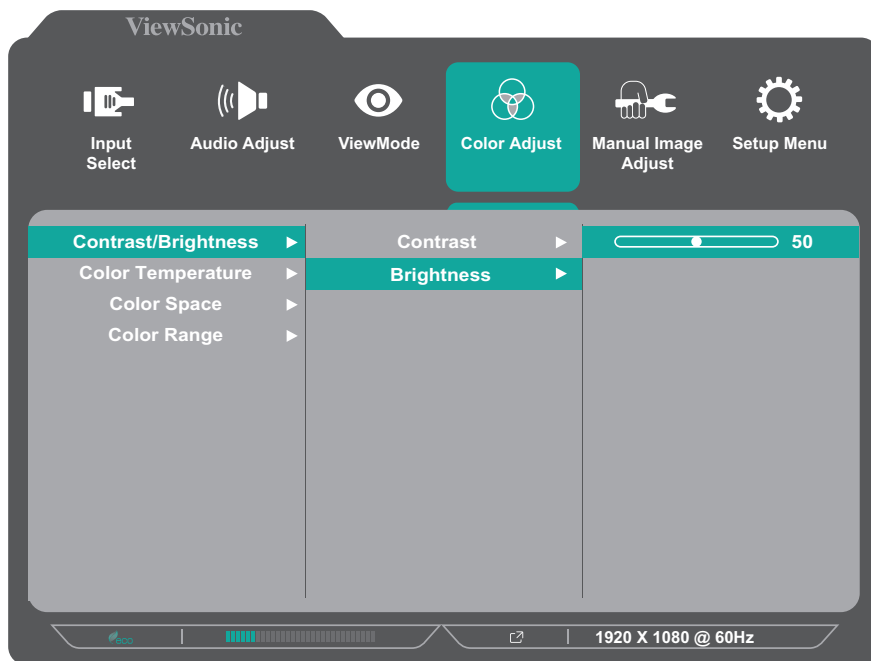 ViewSonic
Input
Select
Audio Adjust
ViewMode
Color Adjust
Manual Image
Adjust
Setup Menu
Contrast/Brightness
Color Temperature
Color Space
Color Range
Contrast
Brightness
50
eco
1920 X 1080 @ 60Hz